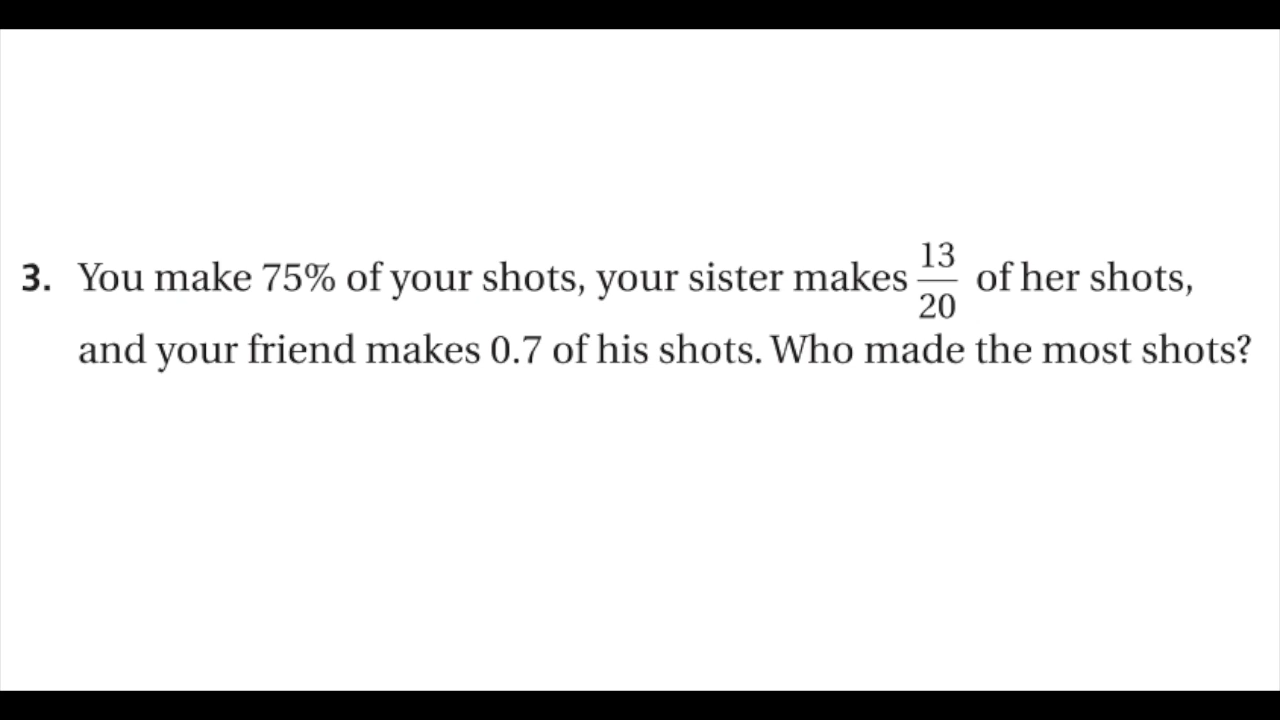 3. You make 75% of your shots, your sister makes 13/20 of her shots,
and your friend makes 0.7 of his shots. Who made the most shots?